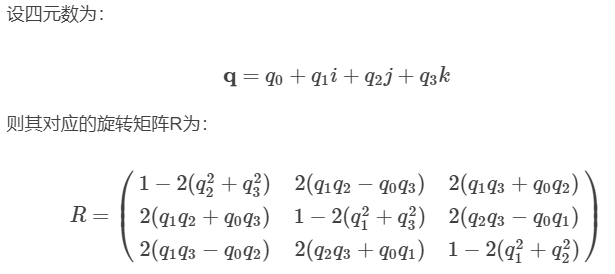 设四元数为：
q = q₀ + q₁i + q₂j + q₃k
则其对应的旋转矩阵R为：
R = ( 1 − 2(q₂² + q₃²) 2(q₁q₂ − q₀q₃) 2(q₁q₃ + q₀q₂)
2(q₁q₂ + q₀q₃) 1 − 2(q₁² + q₃²) 2(q₂q₃ − q₀q₁)
2(q₁q₃ − q₀q₂) 2(q₂q₃ + q₀q₁) 1 − 2(q₁² + q₂²) )